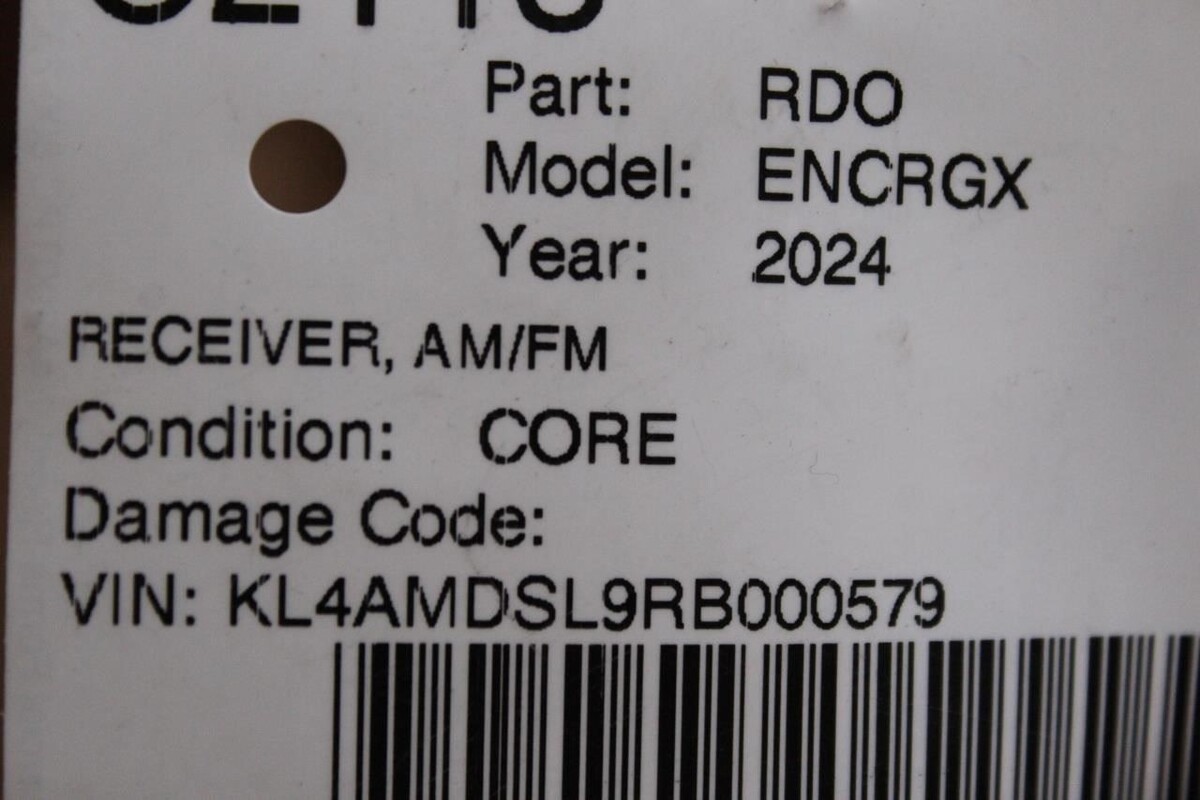 Part: RDO
Model: ENCRGX
Year: 2024
RECEIVER, AM/FM
Condition: CORE
Damage Code:
VIN: KL4AMDSL9RB000579